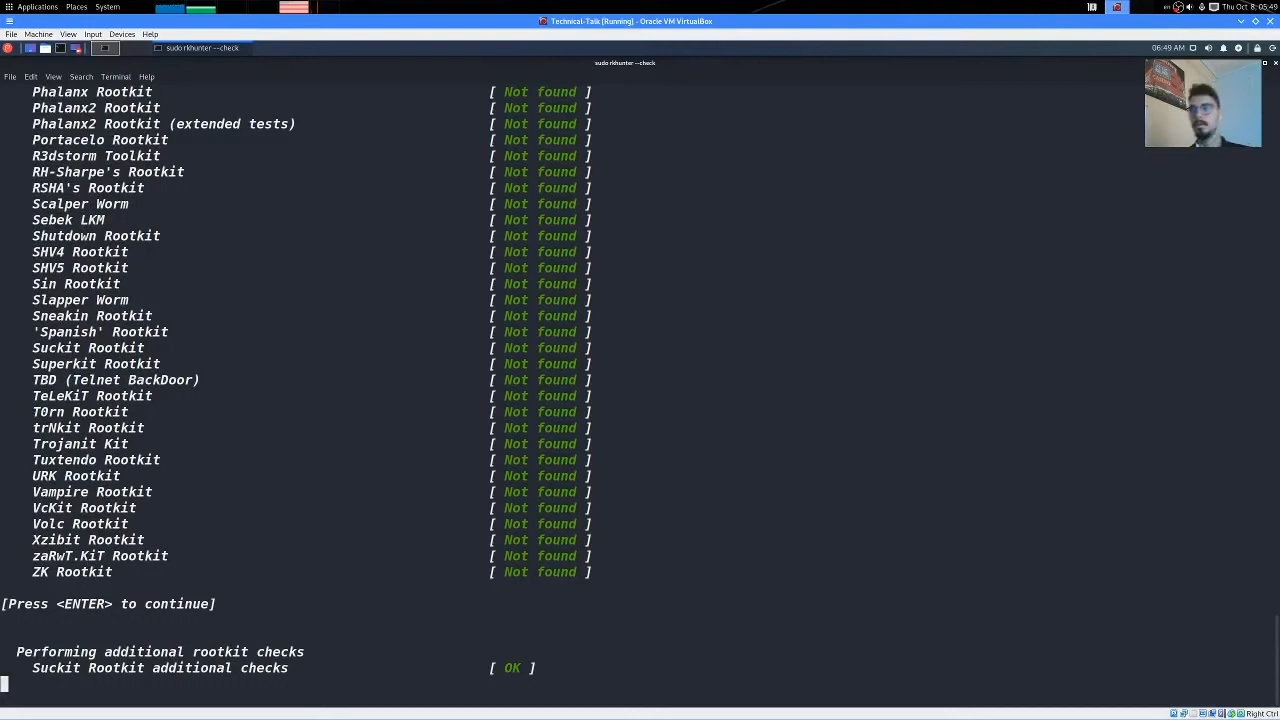 Applications Places System en Thu Oct 8, 05:49
Technical-Talk [Running] - Oracle VM VirtualBox
File Machine View Input Devices Help
sudo rkhunter --check 06:49 AM
sudo rkhunter --check
File Edit View Search Terminal Help
Phalanx Rootkit [ Not found ]
Phalanx2 Rootkit [ Not found ]
Phalanx2 Rootkit (extended tests) [ Not found ]
Portacelo Rootkit [ Not found ]
R3dstorm Toolkit [ Not found ]
RH-Sharpe's Rootkit [ Not found ]
RSHA's Rootkit [ Not found ]
Scalper Worm [ Not found ]
Sebek LKM [ Not found ]
Shutdown Rootkit [ Not found ]
SHV4 Rootkit [ Not found ]
SHV5 Rootkit [ Not found ]
Sin Rootkit [ Not found ]
Slapper Worm [ Not found ]
Sneakin Rootkit [ Not found ]
'Spanish' Rootkit [ Not found ]
Suckit Rootkit [ Not found ]
Superkit Rootkit [ Not found ]
TBD (Telnet BackDoor) [ Not found ]
TeLeKiT Rootkit [ Not found ]
T0rn Rootkit [ Not found ]
trNkit Rootkit [ Not found ]
Trojanit Kit [ Not found ]
Tuxtendo Rootkit [ Not found ]
URK Rootkit [ Not found ]
Vampire Rootkit [ Not found ]
VcKit Rootkit [ Not found ]
Volc Rootkit [ Not found ]
Xzibit Rootkit [ Not found ]
zaRwT.KiT Rootkit [ Not found ]
ZK Rootkit [ Not found ]
[Press <ENTER> to continue]
Performing additional rootkit checks
Suckit Rootkit additional checks [ OK ]
Right Ctrl